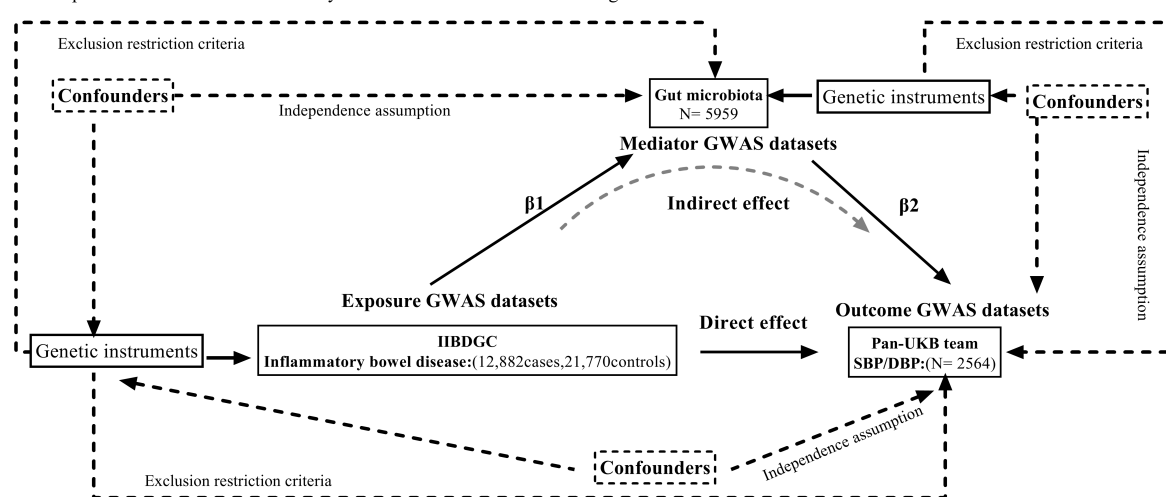 Exclusion restriction criteria
Exclusion restriction criteria
Confounders
Independence assumption
Gut microbiota
N= 5959
Genetic instruments
Confounders
Mediator GWAS datasets
Independence assumption
β1
Indirect effect
β2
Exposure GWAS datasets
Outcome GWAS datasets
Direct effect
Genetic instruments
IIBDGC
Inflammatory bowel disease:(12,882cases,21,770controls)
Pan-UKB team
SBP/DBP:(N= 2564)
Confounders
Independence assumption
Exclusion restriction criteria